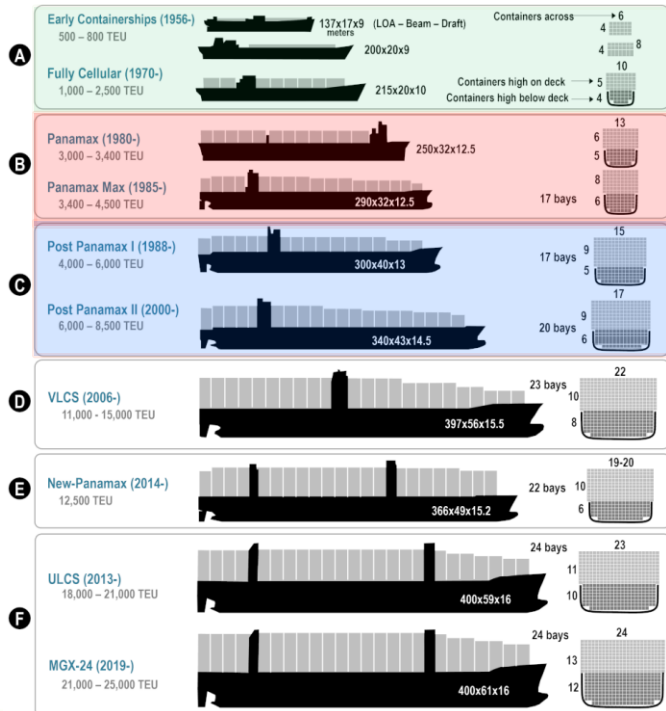 A
Early Containerships (1956-)
500 – 800 TEU
137x17x9 (LOA – Beam – Draft)
meters
Containers across
6
4
200x20x9
4
8
Fully Cellular (1970-)
1,000 – 2,500 TEU
215x20x10
10
Containers high on deck
5
Containers high below deck
4
B
Panamax (1980-)
3,000 – 3,400 TEU
250x32x12.5
13
6
5
Panamax Max (1985-)
3,400 – 4,500 TEU
290x32x12.5
17 bays
8
6
C
Post Panamax I (1988-)
4,000 – 6,000 TEU
300x40x13
17 bays
15
9
5
Post Panamax II (2000-)
6,000 – 8,500 TEU
340x43x14.5
20 bays
17
9
6
D
VLCS (2006-)
11,000 - 15,000 TEU
397x56x15.5
23 bays
22
10
8
E
New-Panamax (2014-)
12,500 TEU
366x49x15.2
22 bays
19-20
10
6
F
ULCS (2013-)
18,000 – 21,000 TEU
400x59x16
24 bays
23
11
10
MGX-24 (2019-)
21,000 – 25,000 TEU
400x61x16
24 bays
24
13
12